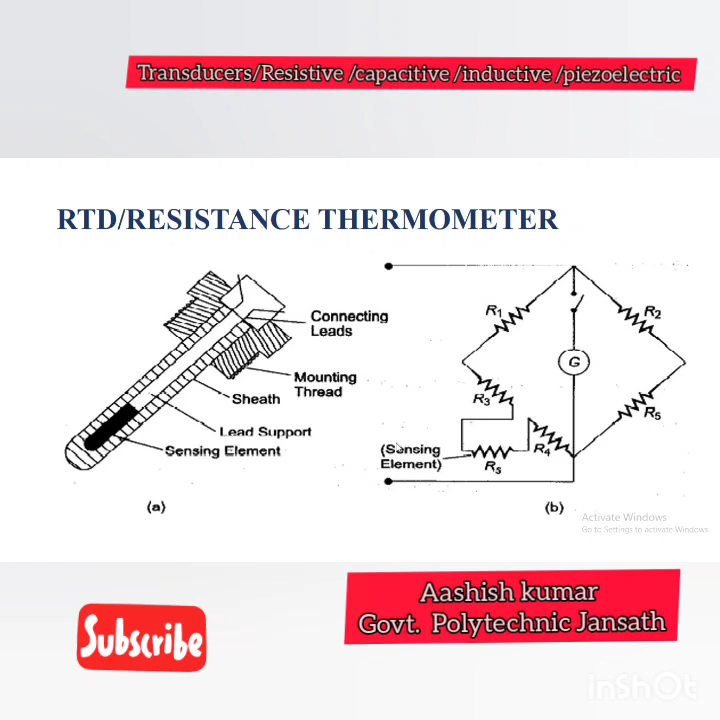 Transducers/Resistive /capacitive /inductive /piezoelectric
RTD/RESISTANCE THERMOMETER
Connecting
Leads
Mounting
Thread
Sheath
Lead Support
Sensing Element
(a)
R1
R2
G
R3
R5
R4
(Sensing
Element)
Rs
(b)
Activate Windows
Go to Settings to activate Windows.
Subscribe
Aashish kumar
Govt. Polytechnic Jansath
InShOt